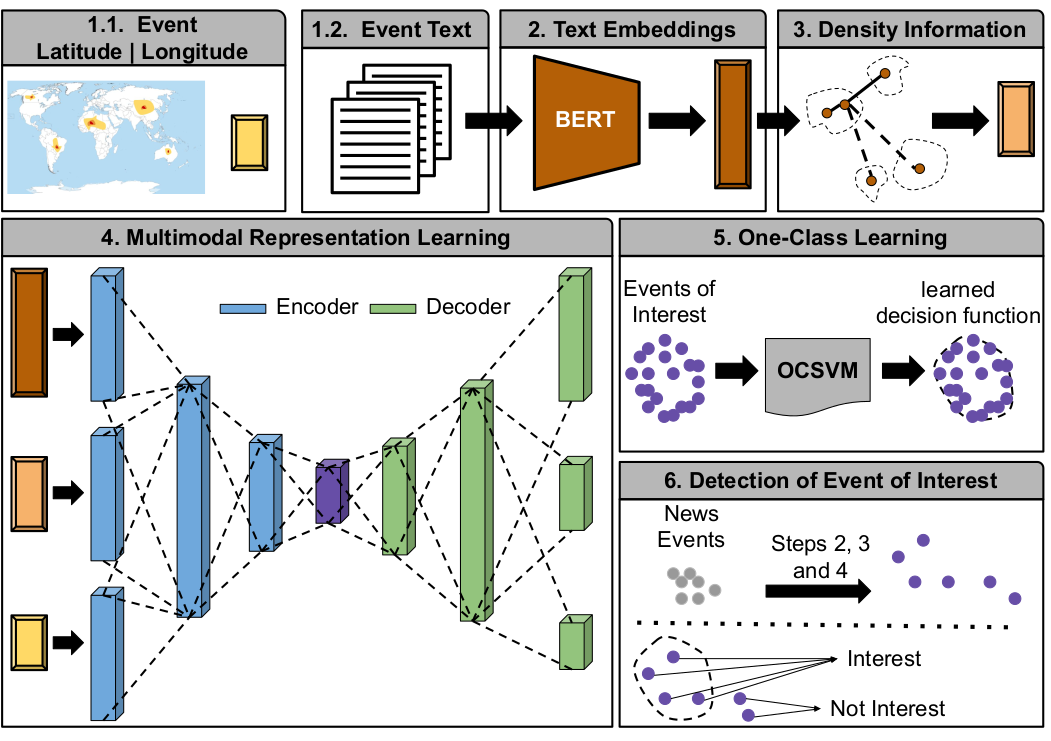 1.1. Event
Latitude | Longitude
1.2. Event Text
2. Text Embeddings
BERT
3. Density Information
4. Multimodal Representation Learning
Encoder
Decoder
5. One-Class Learning
Events of
Interest
OCSVM
learned
decision function
6. Detection of Event of Interest
News
Events
Steps 2, 3
and 4
Interest
Not Interest